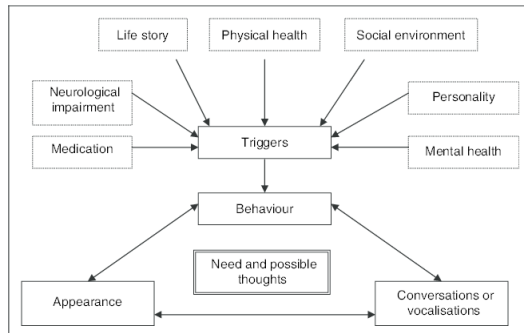 Life story
Physical health
Social environment
Neurological
impairment
Personality
Medication
Triggers
Mental health
Behaviour
Need and possible
thoughts
Appearance
Conversations or
vocalisations